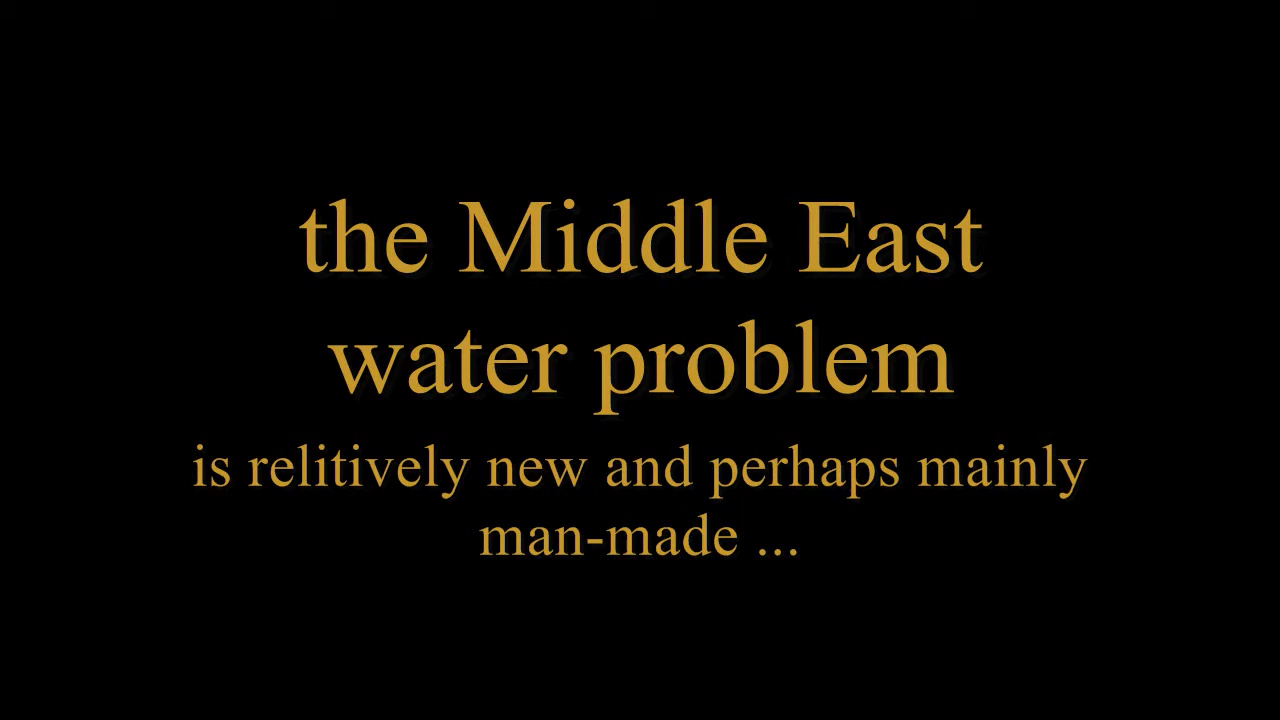 the Middle East
water problem
is relitively new and perhaps mainly
man-made ...